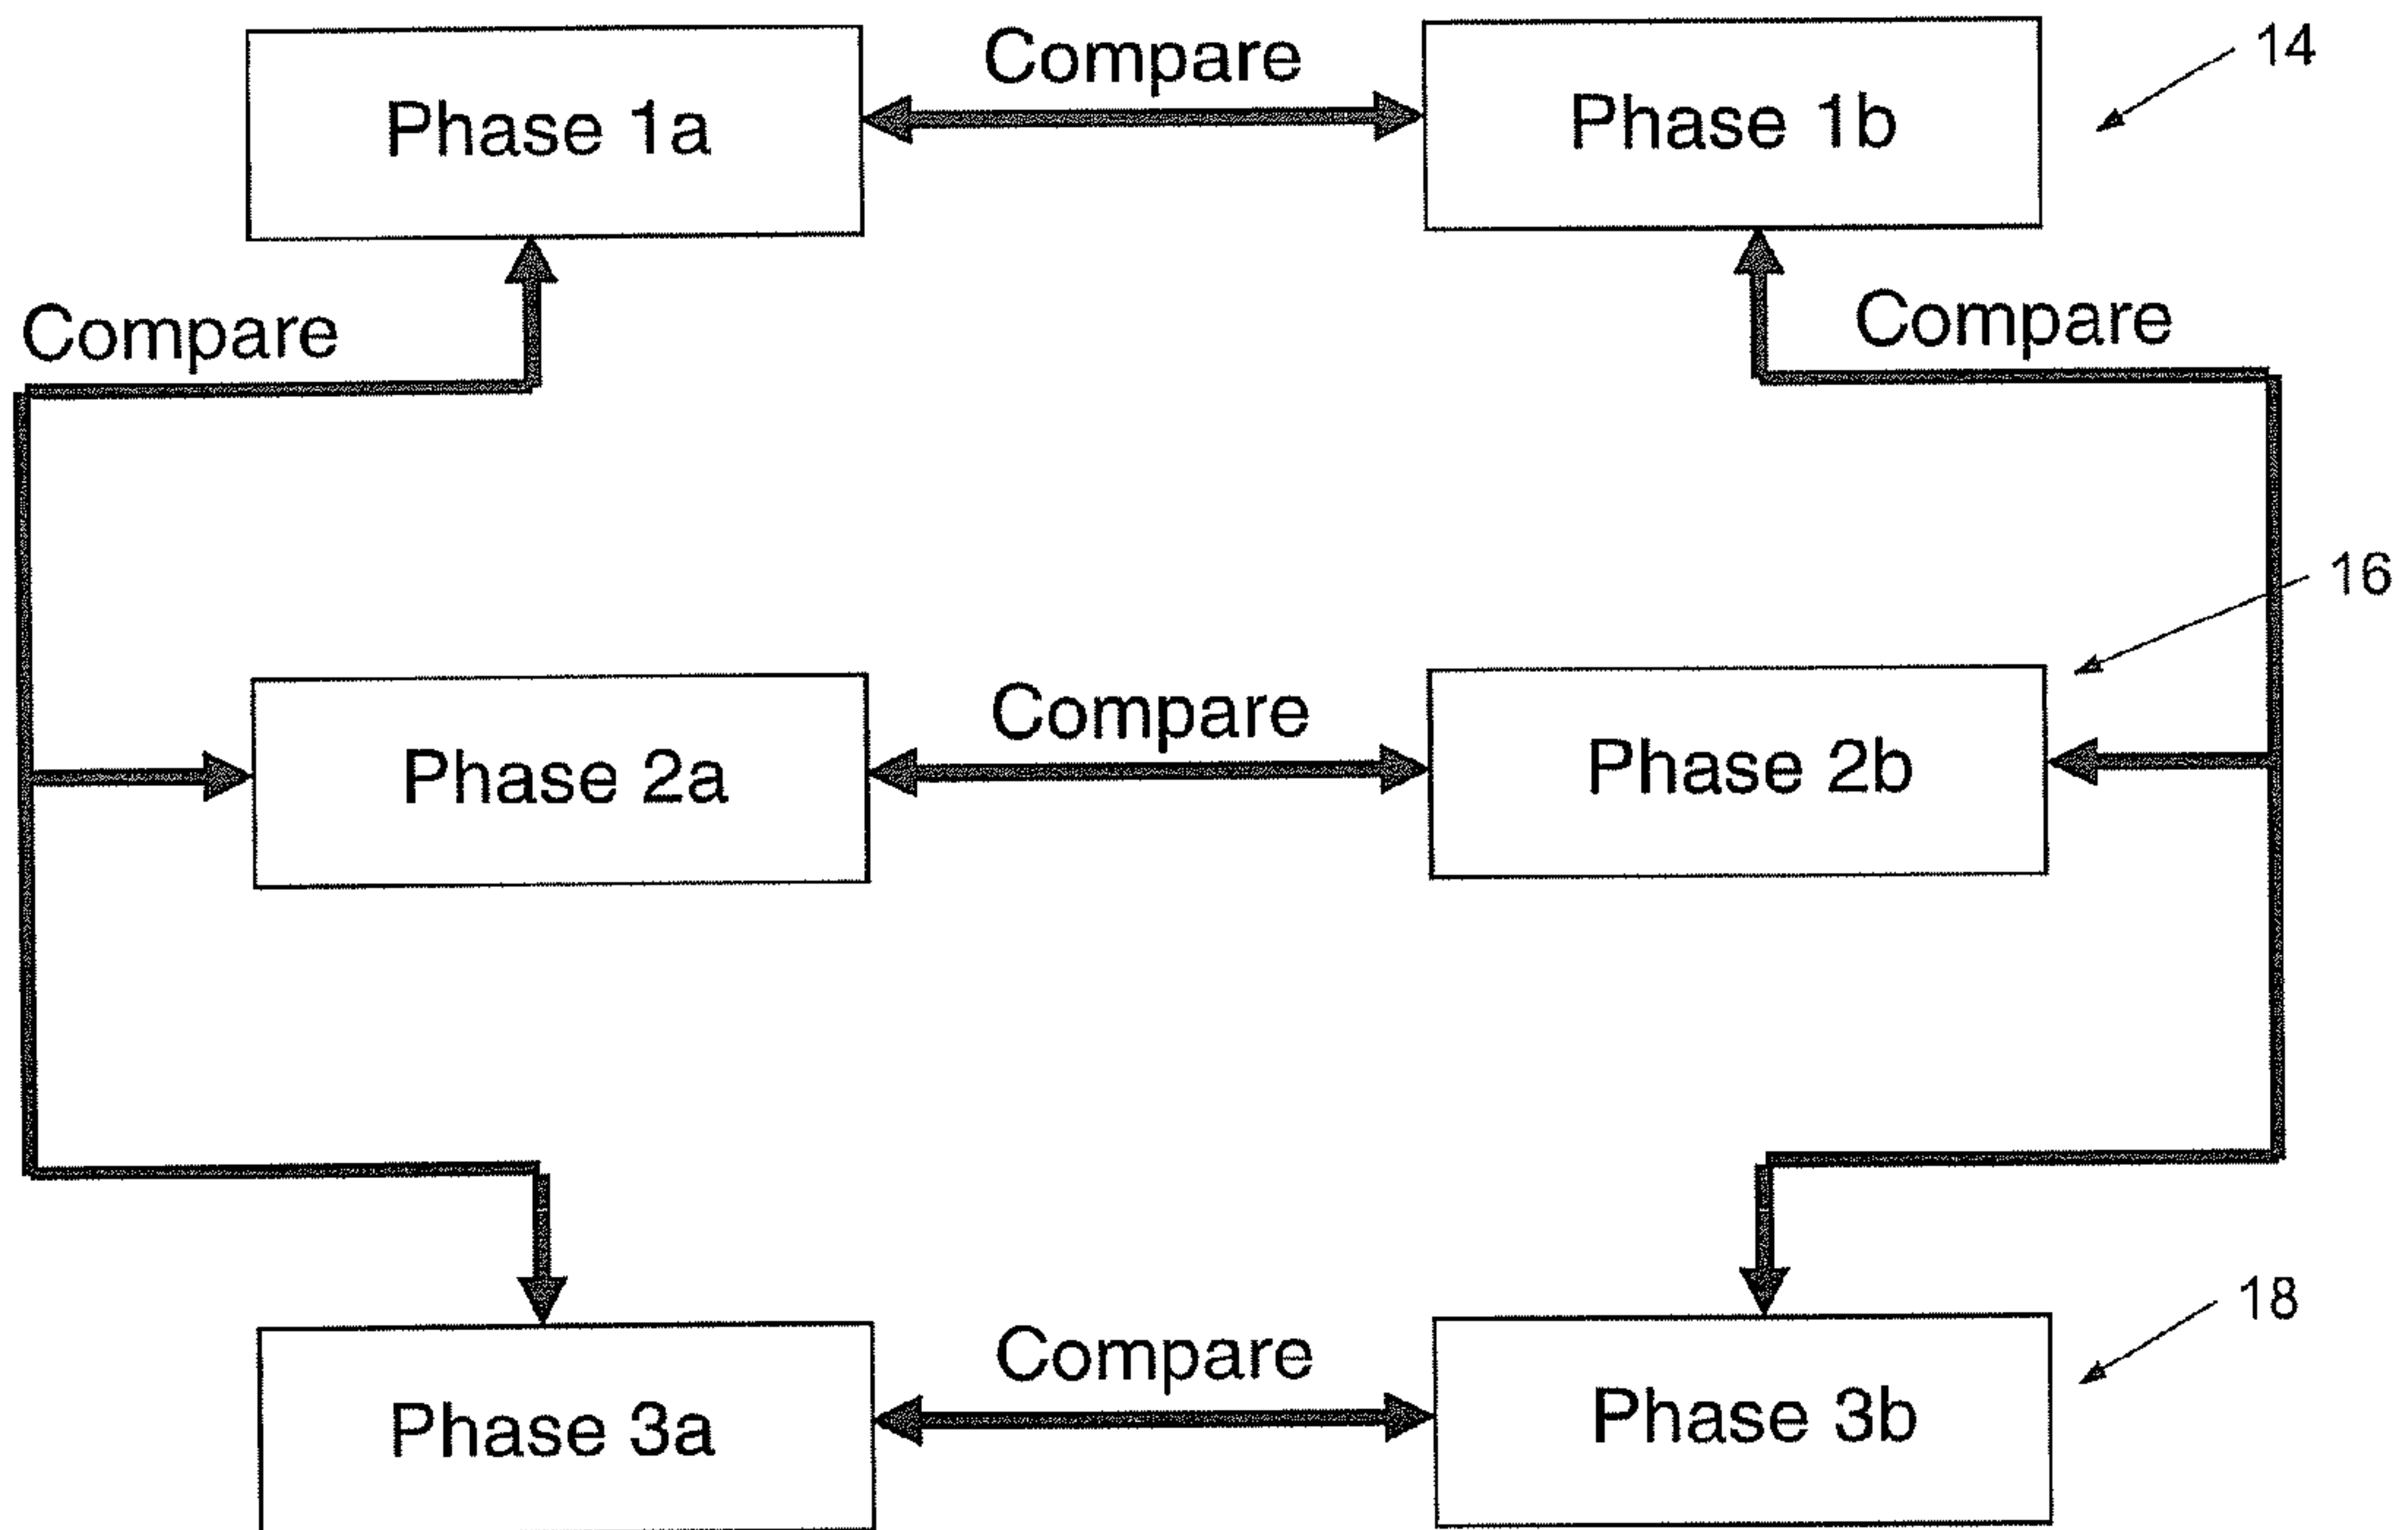 Phase 1a
Compare
Phase 1b
14
Compare
Compare
16
Phase 2a
Compare
Phase 2b
18
Phase 3a
Compare
Phase 3b